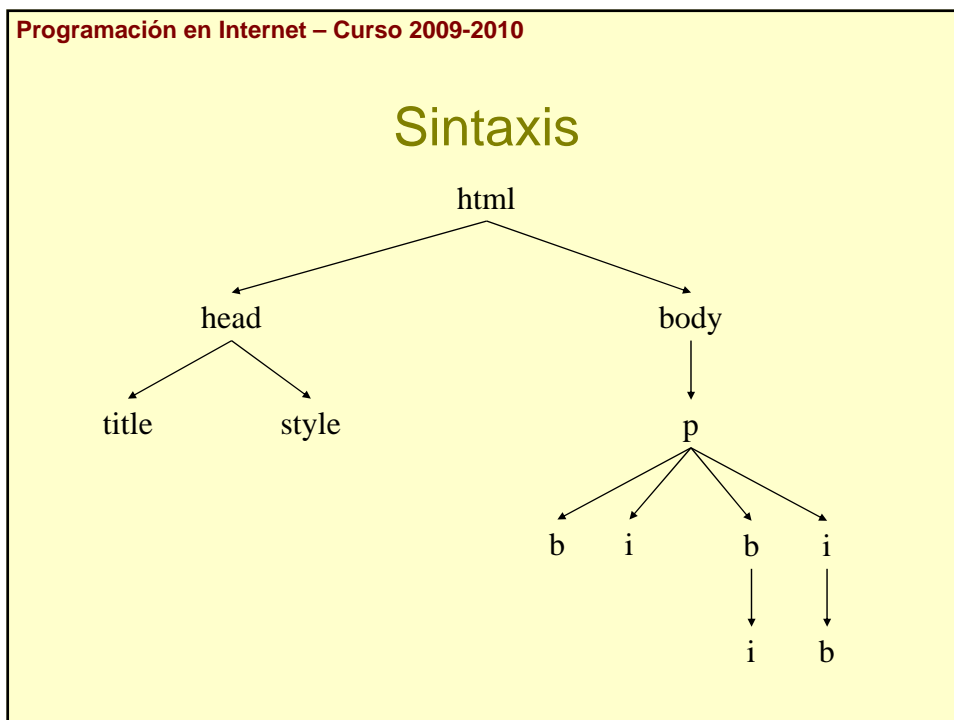 Programación en Internet – Curso 2009-2010
Sintaxis
html
head body
title style p
b i b i
i b